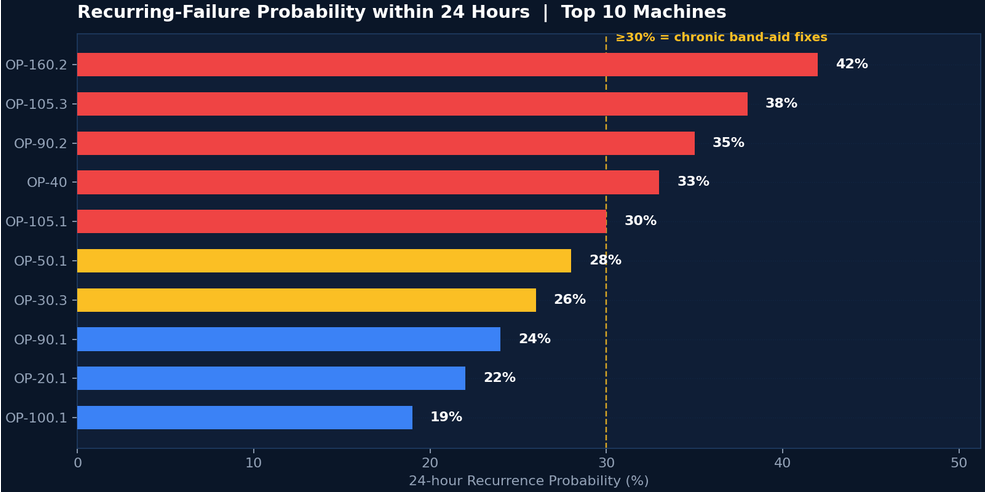 Recurring-Failure Probability within 24 Hours | Top 10 Machines
≥30% = chronic band-aid fixes
OP-160.2 42%
OP-105.3 38%
OP-90.2 35%
OP-40 33%
OP-105.1 30%
OP-50.1 28%
OP-30.3 26%
OP-90.1 24%
OP-20.1 22%
OP-100.1 19%
0 10 20 30 40 50
24-hour Recurrence Probability (%)